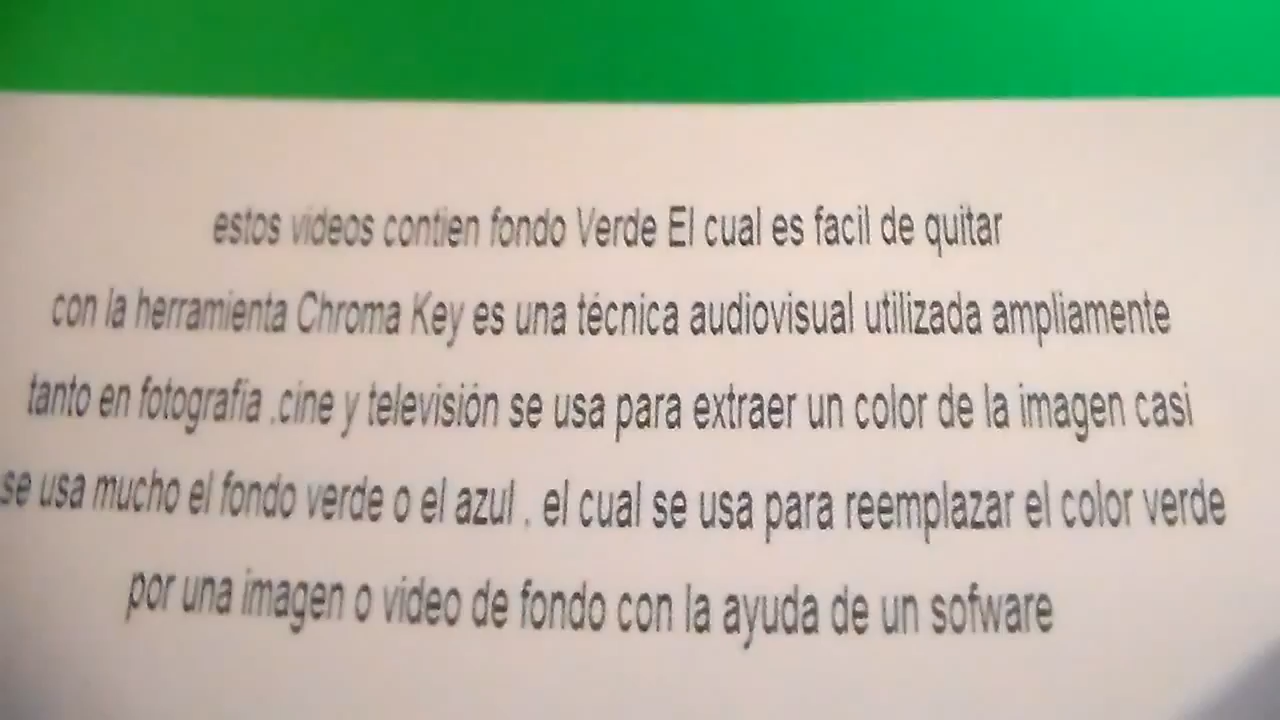 estos videos contien fondo Verde El cual es facil de quitar
con la herramienta Chroma Key es una técnica audiovisual utilizada ampliamente
tanto en fotografia .cine y televisión se usa para extraer un color de la imagen casi
se usa mucho el fondo verde o el azul . el cual se usa para reemplazar el color verde
por una imagen o video de fondo con la ayuda de un sofware